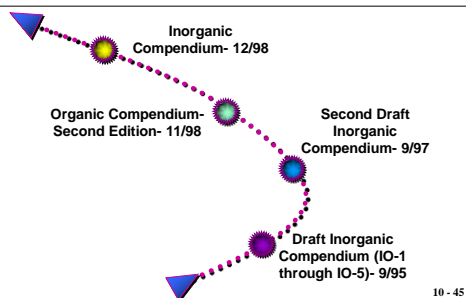 Inorganic
Compendium- 12/98
Organic Compendium-
Second Edition- 11/98
Second Draft
Inorganic
Compendium- 9/97
Draft Inorganic
Compendium (IO-1
through IO-5)- 9/95
10 - 45